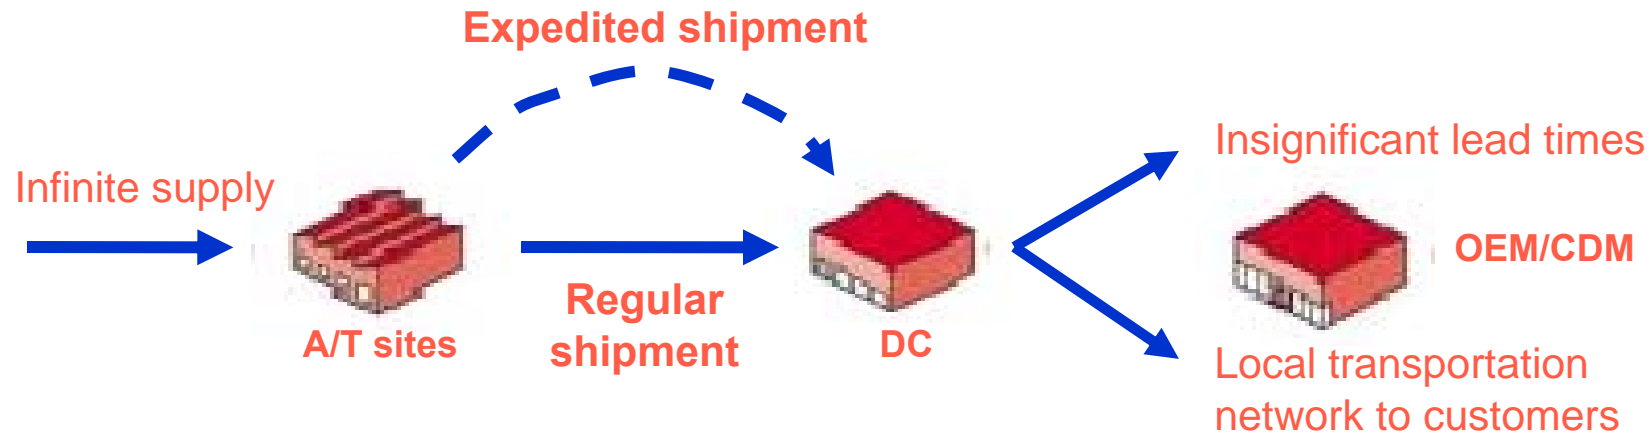 Expedited shipment
Infinite supply
A/T sites
Regular
shipment
DC
Insignificant lead times
OEM/CDM
Local transportation
network to customers